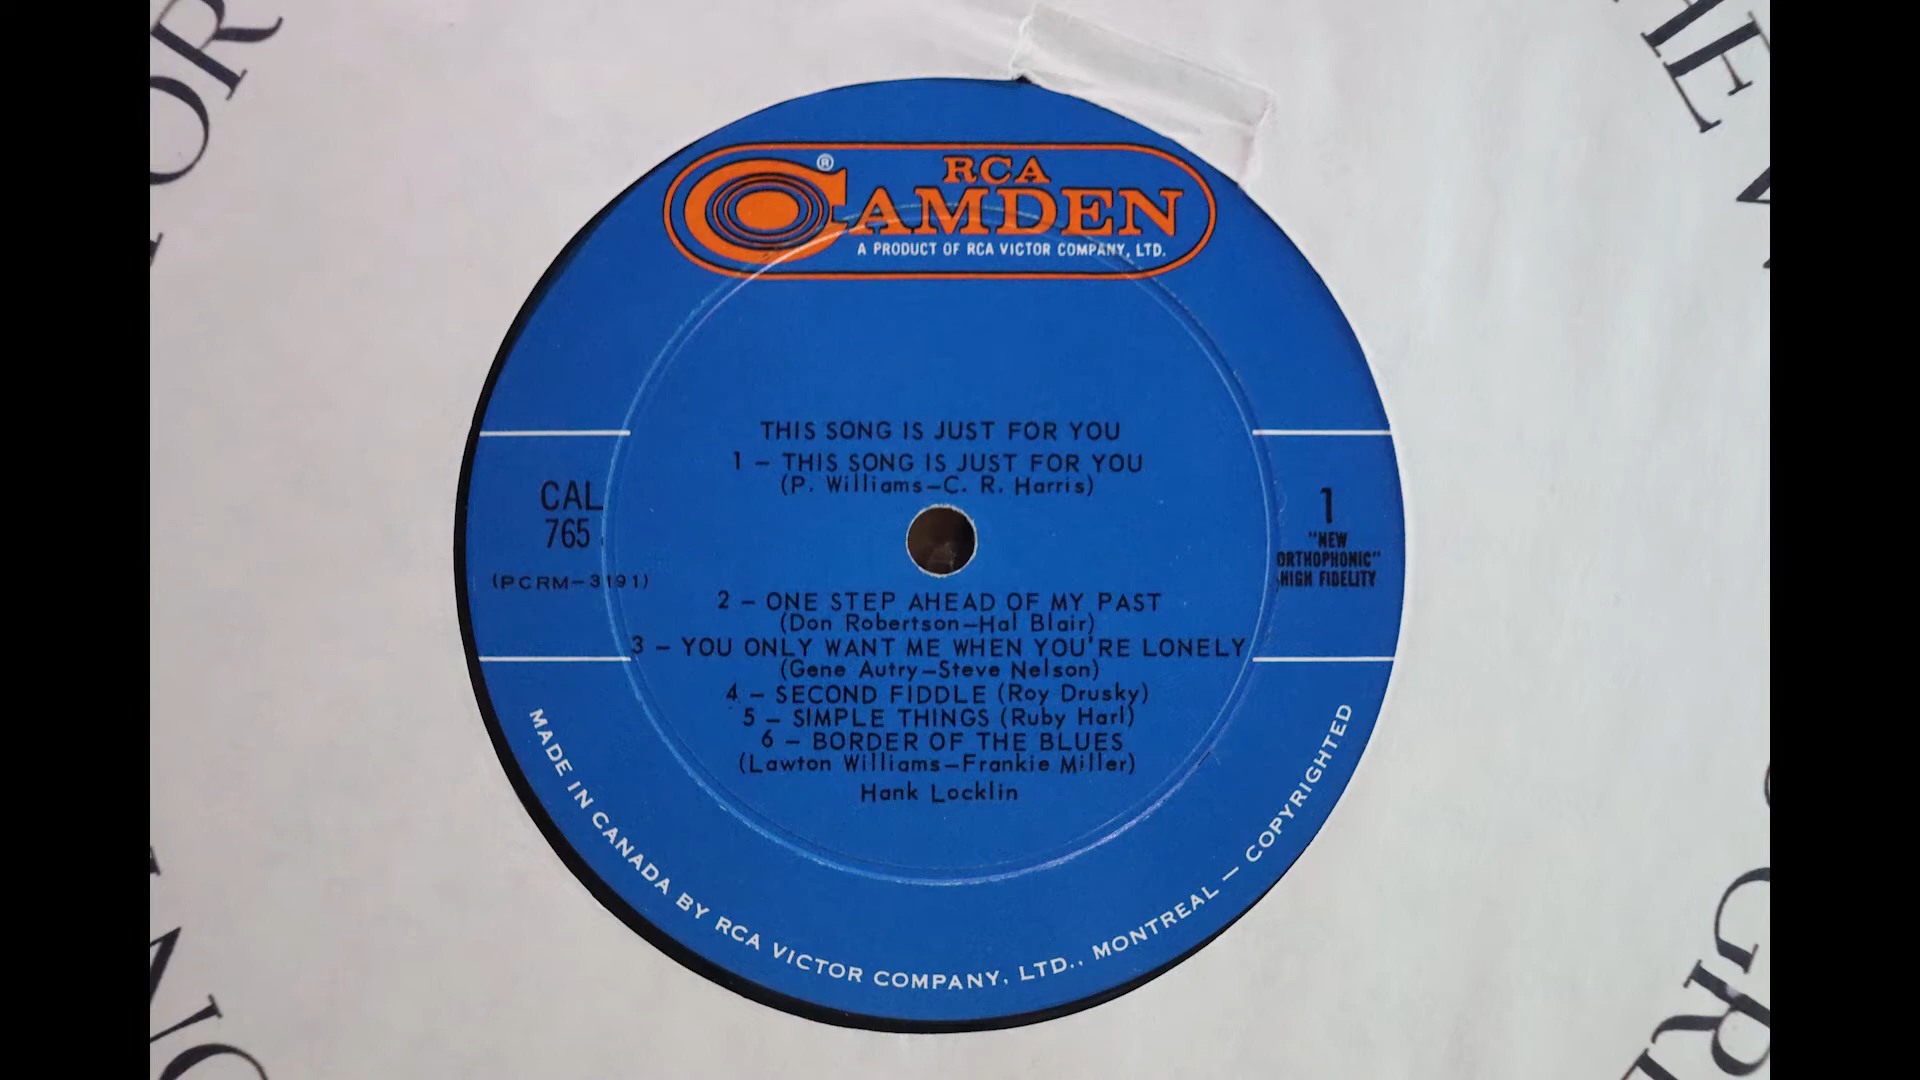 RCA
CAMDEN
®
A PRODUCT OF RCA VICTOR COMPANY, LTD.
THIS SONG IS JUST FOR YOU
1 – THIS SONG IS JUST FOR YOU
(P. Williams–C. R. Harris)
CAL
765
(PCRM–3191)
1
"NEW
ORTHOPHONIC"
HIGH FIDELITY
2 – ONE STEP AHEAD OF MY PAST
(Don Robertson–Hal Blair)
3 – YOU ONLY WANT ME WHEN YOU'RE LONELY
(Gene Autry–Steve Nelson)
4 – SECOND FIDDLE (Roy Drusky)
5 – SIMPLE THINGS (Ruby Harl)
6 – BORDER OF THE BLUES
(Lawton Williams–Frankie Miller)
Hank Locklin
MADE IN CANADA BY RCA VICTOR COMPANY, LTD., MONTREAL — COPYRIGHTED